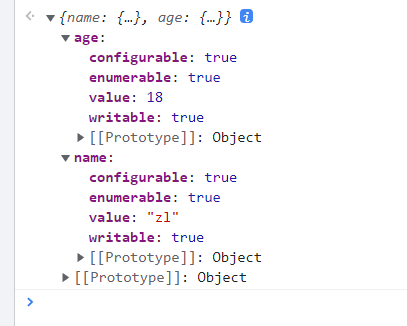 {name: {…}, age: {…}} i
age:
configurable: true
enumerable: true
value: 18
writable: true
[[Prototype]]: Object
name:
configurable: true
enumerable: true
value: "zl"
writable: true
[[Prototype]]: Object
[[Prototype]]: Object